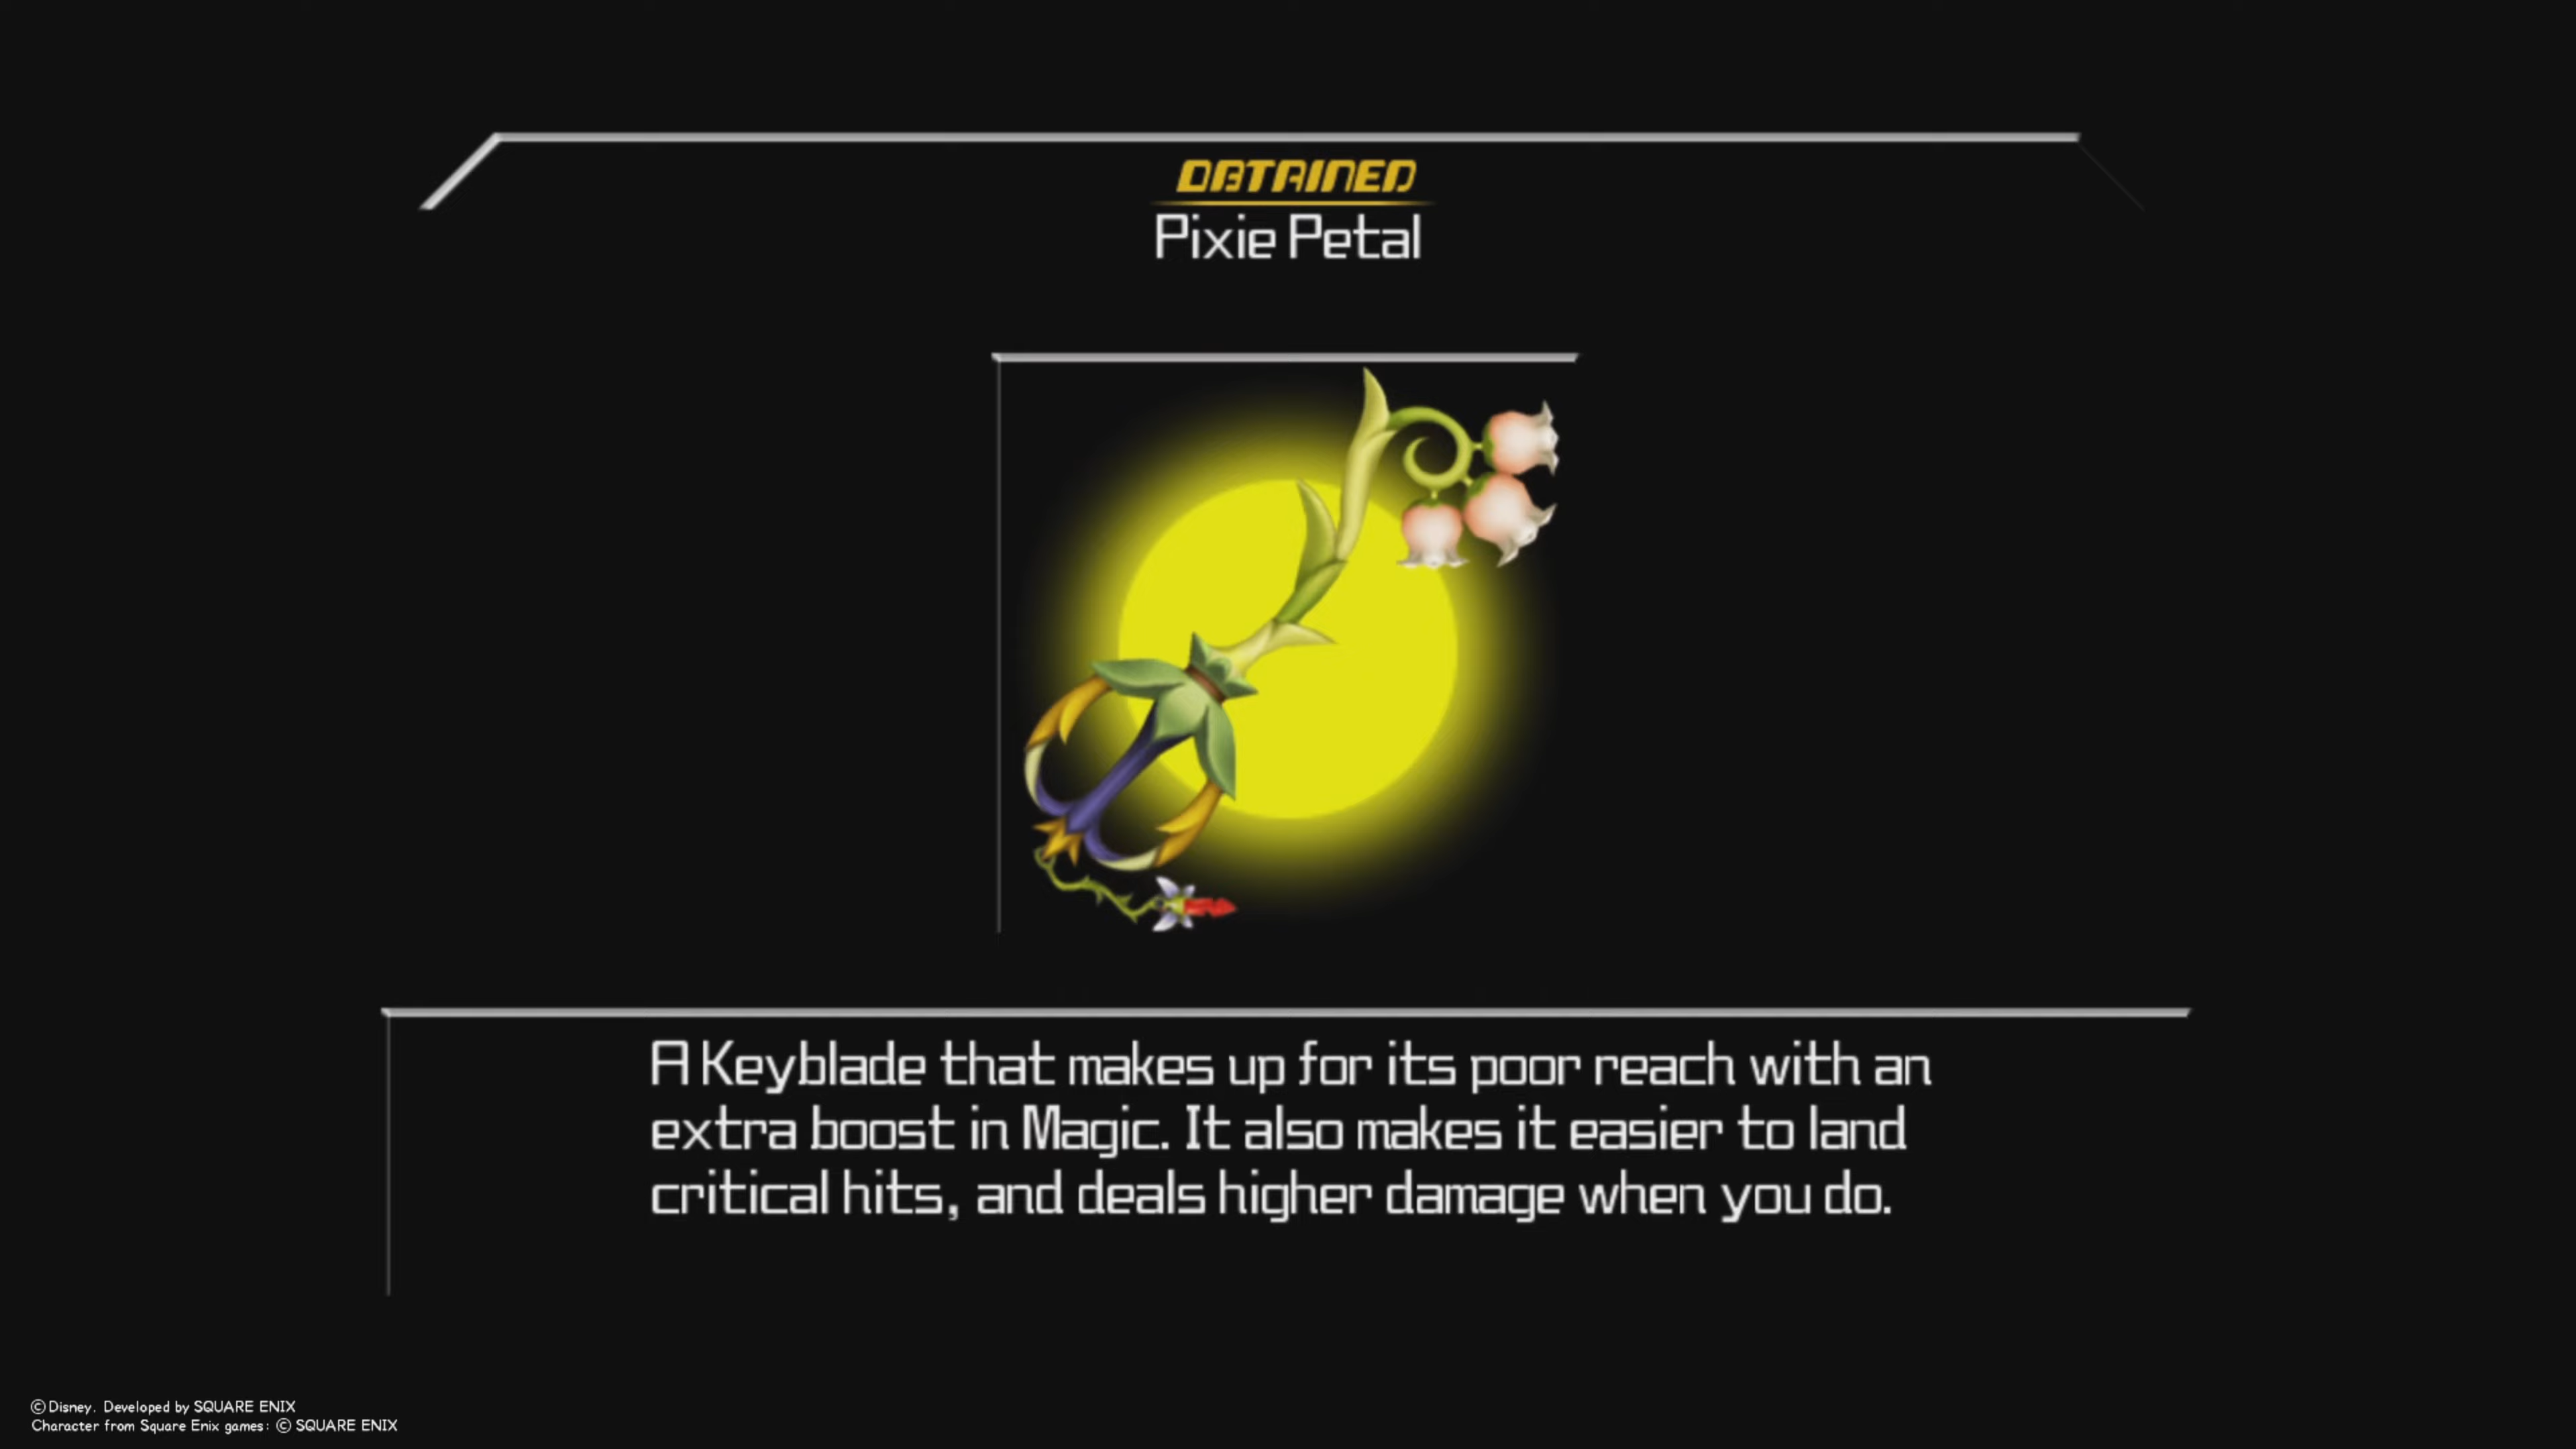 OBTAINED
Pixie Petal
A Keyblade that makes up for its poor reach with an
extra boost in Magic. It also makes it easier to land
critical hits, and deals higher damage when you do.
©Disney. Developed by SQUARE ENIX
Character from Square Enix games: © SQUARE ENIX